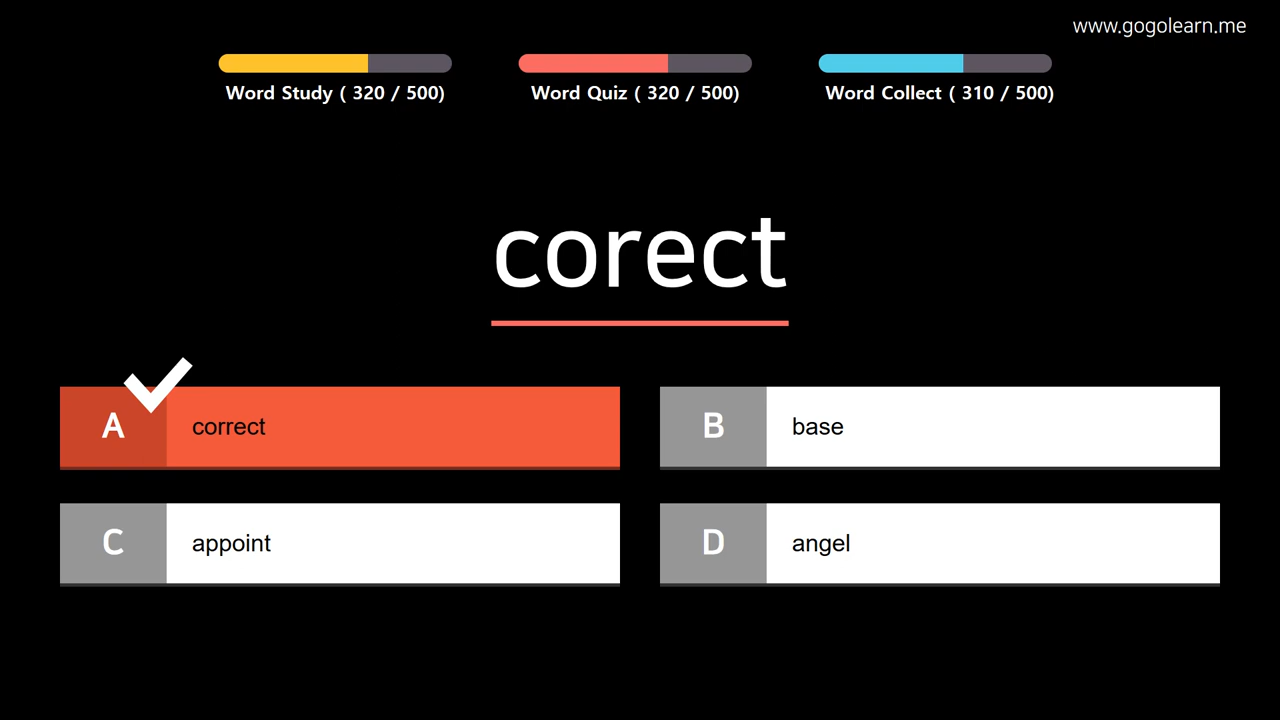 www.gogolearn.me
Word Study ( 320 / 500)
Word Quiz ( 320 / 500)
Word Collect ( 310 / 500)
corect
A correct
B base
C appoint
D angel